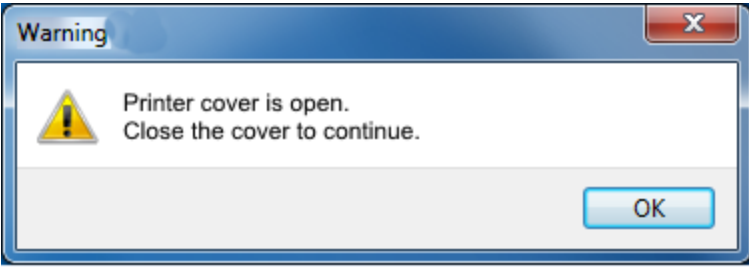 Warning
Printer cover is open.
Close the cover to continue.
OK